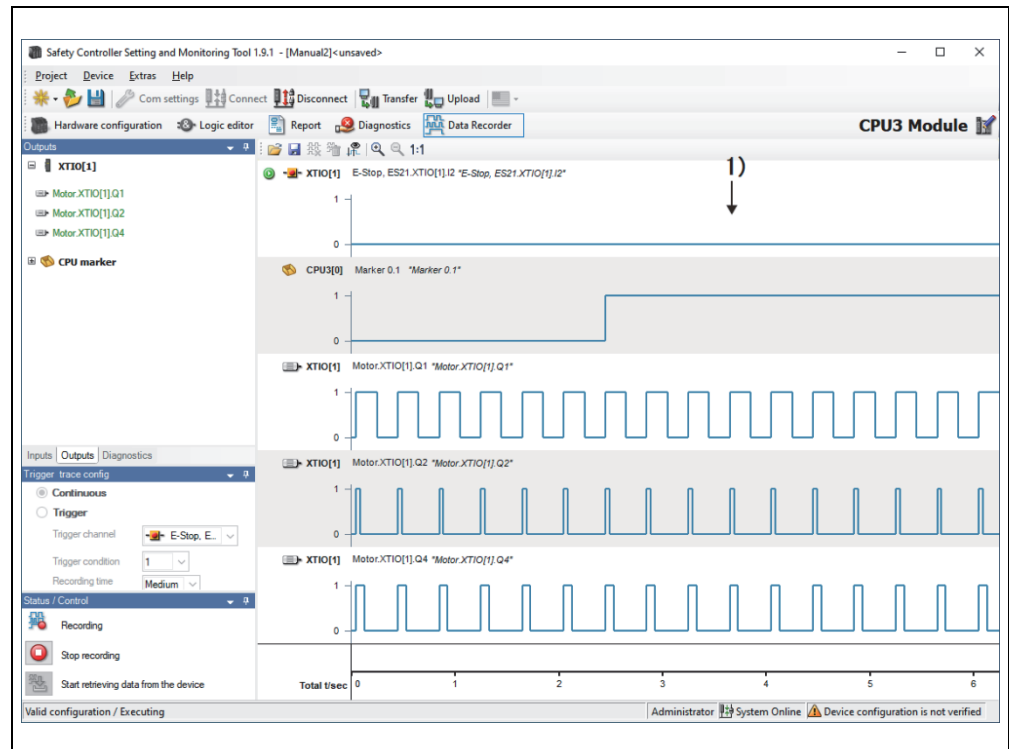 Safety Controller Setting and Monitoring Tool 1.9.1 - [Manual2]<unsaved>
Project Device Extras Help
Com settings Connect Disconnect Transfer Upload
Hardware configuration Logic editor Report Diagnostics Data Recorder CPU3 Module
Outputs
1:1
XTIO[1]
Motor.XTIO[1].Q1
Motor.XTIO[1].Q2
Motor.XTIO[1].Q4
CPU marker
Inputs Outputs Diagnostics
Trigger trace config
Continuous
Trigger
Trigger channel E-Stop, E..
Trigger condition 1
Recording time Medium
Status / Control
Recording
Stop recording
Start retrieving data from the device
XTIO[1] E-Stop, ES21.XTIO[1].I2 "E-Stop, ES21.XTIO[1].I2"
1)
1
0
CPU3[0] Marker 0.1 "Marker 0.1"
1
0
XTIO[1] Motor.XTIO[1].Q1 "Motor.XTIO[1].Q1"
1
0
XTIO[1] Motor.XTIO[1].Q2 "Motor.XTIO[1].Q2"
1
0
XTIO[1] Motor.XTIO[1].Q4 "Motor.XTIO[1].Q4"
1
0
Total t/sec 0 1 2 3 4 5 6
Valid configuration / Executing Administrator System Online Device configuration is not verified